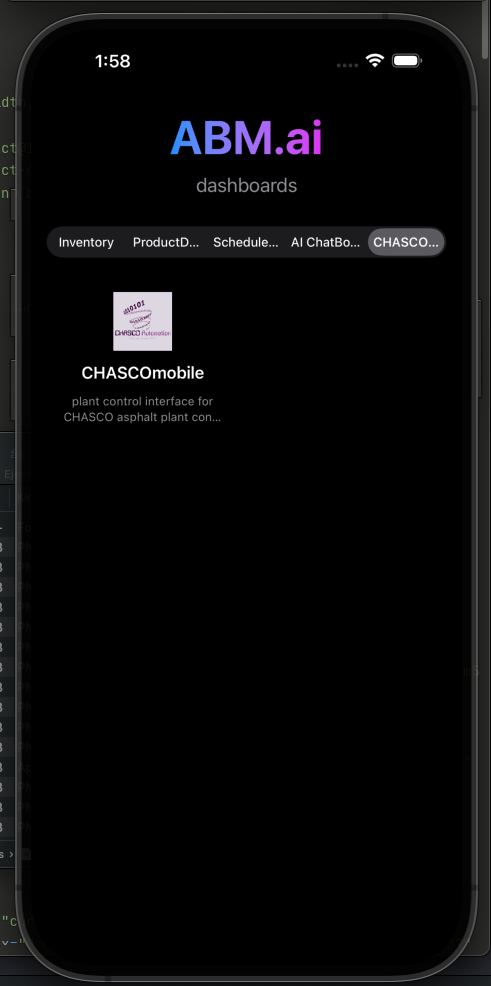 1:58
ABM.ai
dashboards
Inventory ProductD... Schedule... AI ChatBo... CHASCO...
CHASCO Automation
CHASCOmobile
plant control interface for
CHASCO asphalt plant con...